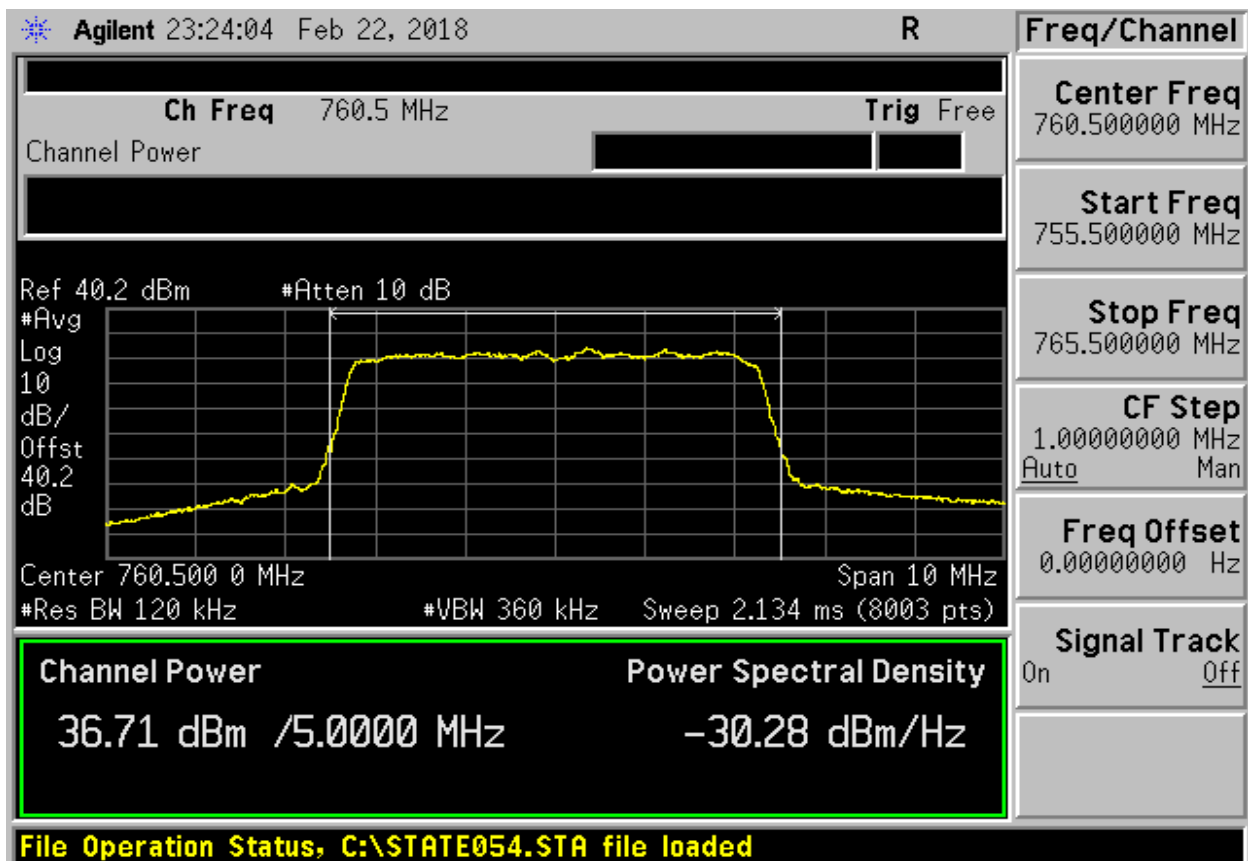 Agilent 23:24:04 Feb 22, 2018 R
Freq/Channel
Ch Freq 760.5 MHz Trig Free
Channel Power
Center Freq
760.500000 MHz
Start Freq
755.500000 MHz
Stop Freq
765.500000 MHz
CF Step
1.00000000 MHz
Auto Man
Freq Offset
0.00000000 Hz
Signal Track
On Off
Ref 40.2 dBm #Atten 10 dB
#Avg
Log
10
dB/
Offst
40.2
dB
Center 760.500 0 MHz Span 10 MHz
#Res BW 120 kHz #VBW 360 kHz Sweep 2.134 ms (8003 pts)
Channel Power Power Spectral Density
36.71 dBm /5.0000 MHz -30.28 dBm/Hz
File Operation Status, C:\STATE054.STA file loaded